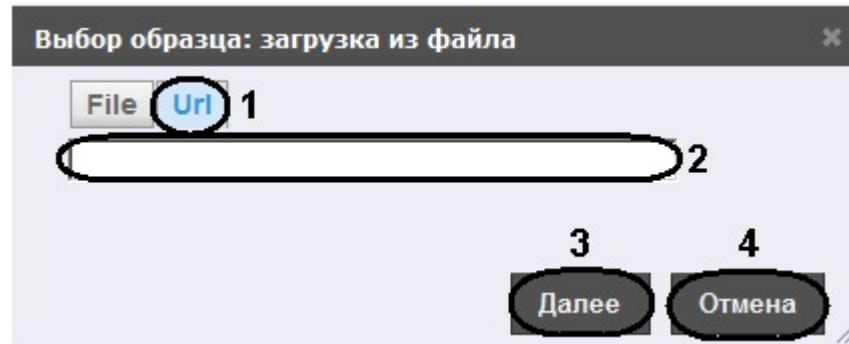 Выбор образца: загрузка из файла
File Url 1
2
3 4
Далее Отмена